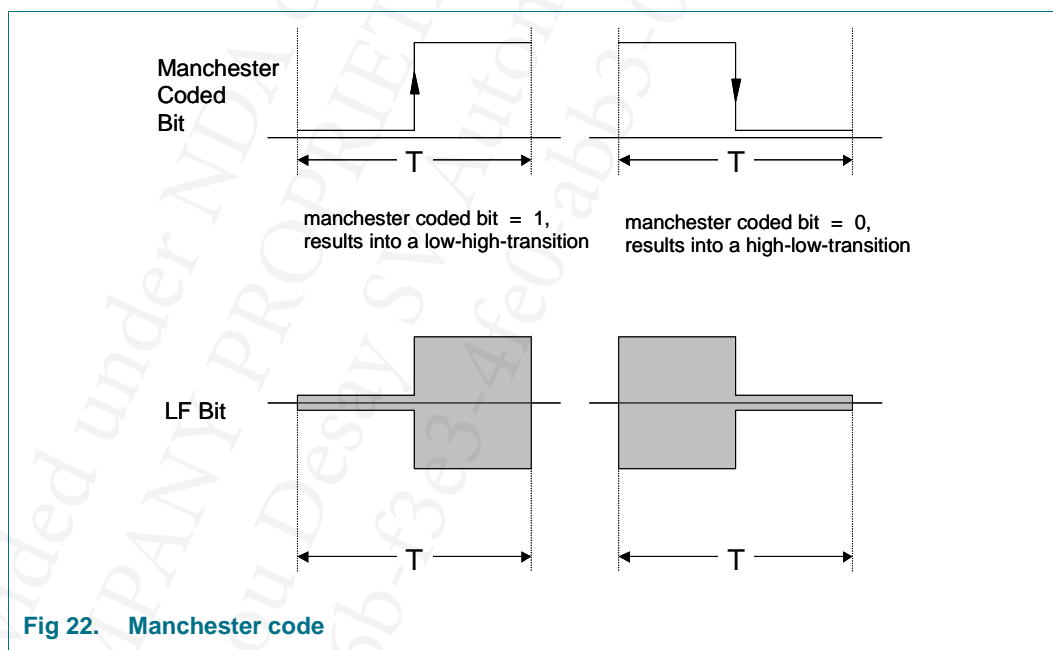 Manchester
Coded
Bit
T
T
manchester coded bit = 1,
results into a low-high-transition
manchester coded bit = 0,
results into a high-low-transition
LF Bit
T
T
Fig 22. Manchester code